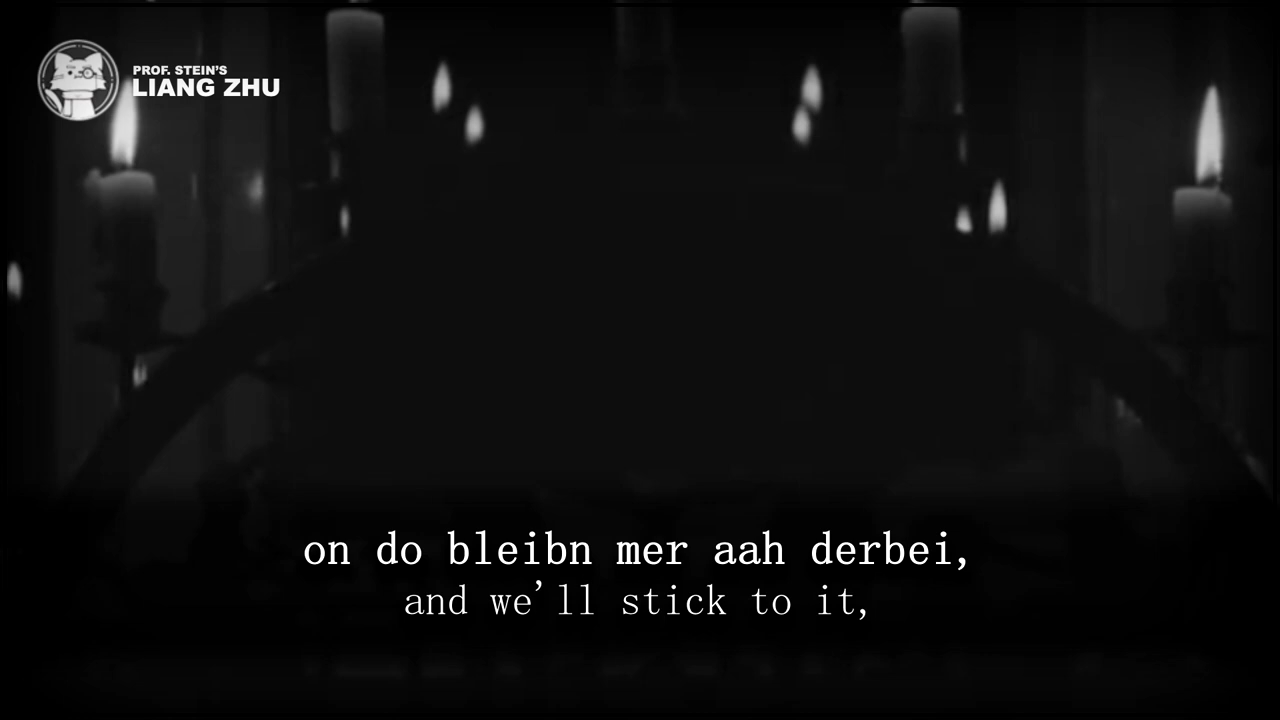 PROF. STEIN'S
LIANG ZHU
on do bleibn mer aah derbei,
and we'll stick to it,